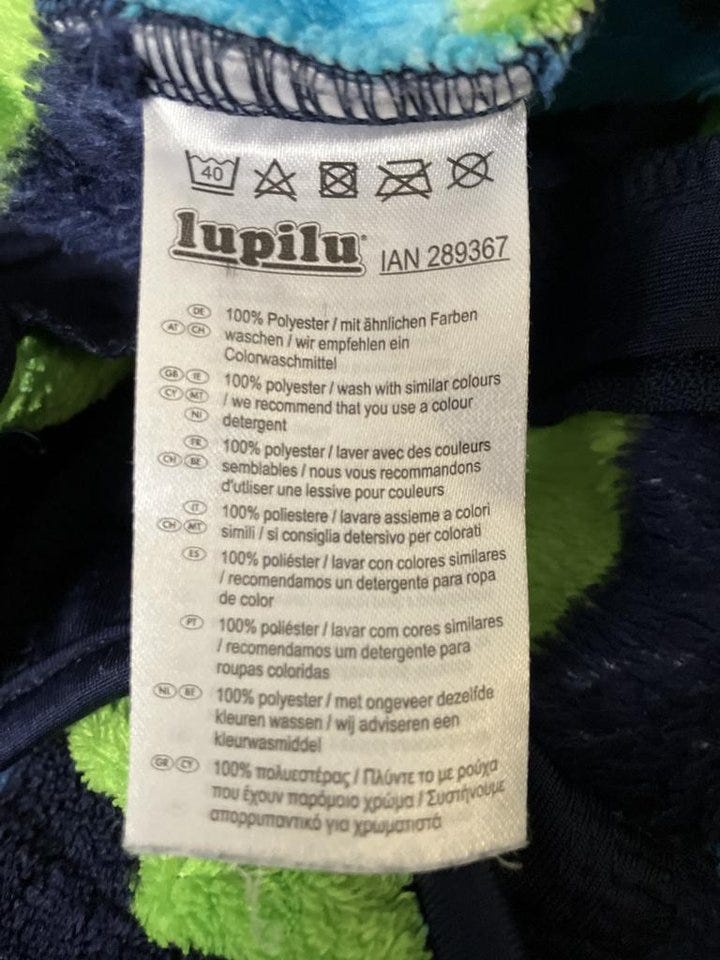 40
lupilu® IAN 289367
DE AT CH 100% Polyester / mit ähnlichen Farben
waschen / wir empfehlen ein
Colorwaschmittel
GB IE CY MT NI 100% polyester / wash with similar colours
/ we recommend that you use a colour
detergent
FR CH BE 100% polyester / laver avec des couleurs
semblables / nous vous recommandons
d'utliser une lessive pour couleurs
IT CH MT 100% poliestere / lavare assieme a colori
simili / si consiglia detersivo per colorati
ES 100% poliéster / lavar con colores similares
/ recomendamos un detergente para ropa
de color
PT 100% poliéster / lavar com cores similares
/ recomendamos um detergente para
roupas coloridas
NL BE 100% polyester / met ongeveer dezelfde
kleuren wassen / wij adviseren een
kleurwasmiddel
GR CY 100% πολυεστέρας / Πλύντε το με ρούχα
που έχουν παρόμοιο χρώμα / Συστήνουμε
απορρυπαντικό για χρωματιστά